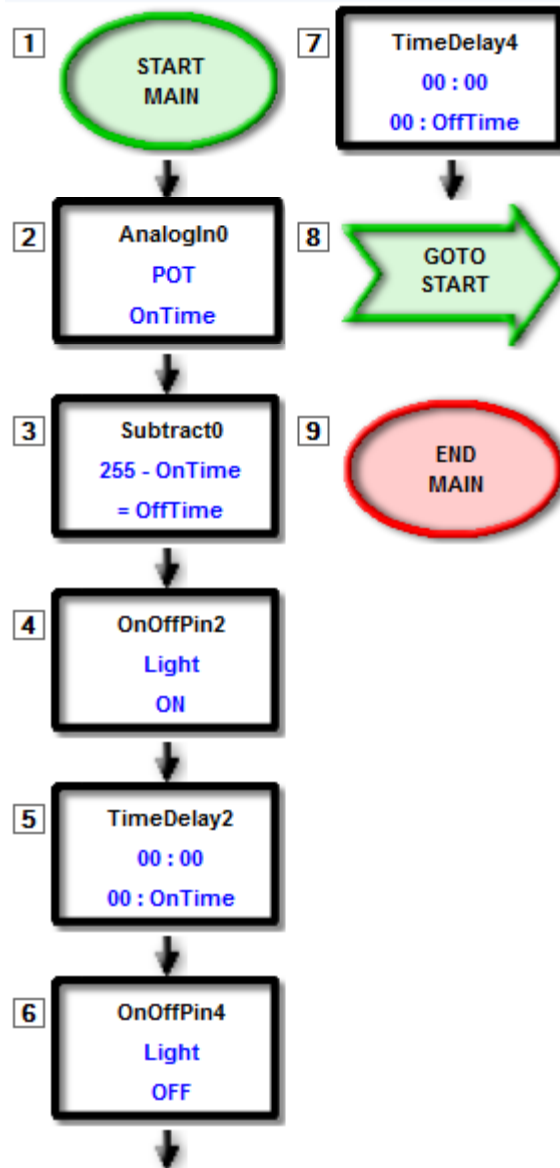 1
START
MAIN
2
AnalogIn0
POT
OnTime
3
Subtract0
255 - OnTime
= OffTime
4
OnOffPin2
Light
ON
5
TimeDelay2
00 : 00
00 : OnTime
6
OnOffPin4
Light
OFF
7
TimeDelay4
00 : 00
00 : OffTime
8
GOTO
START
9
END
MAIN